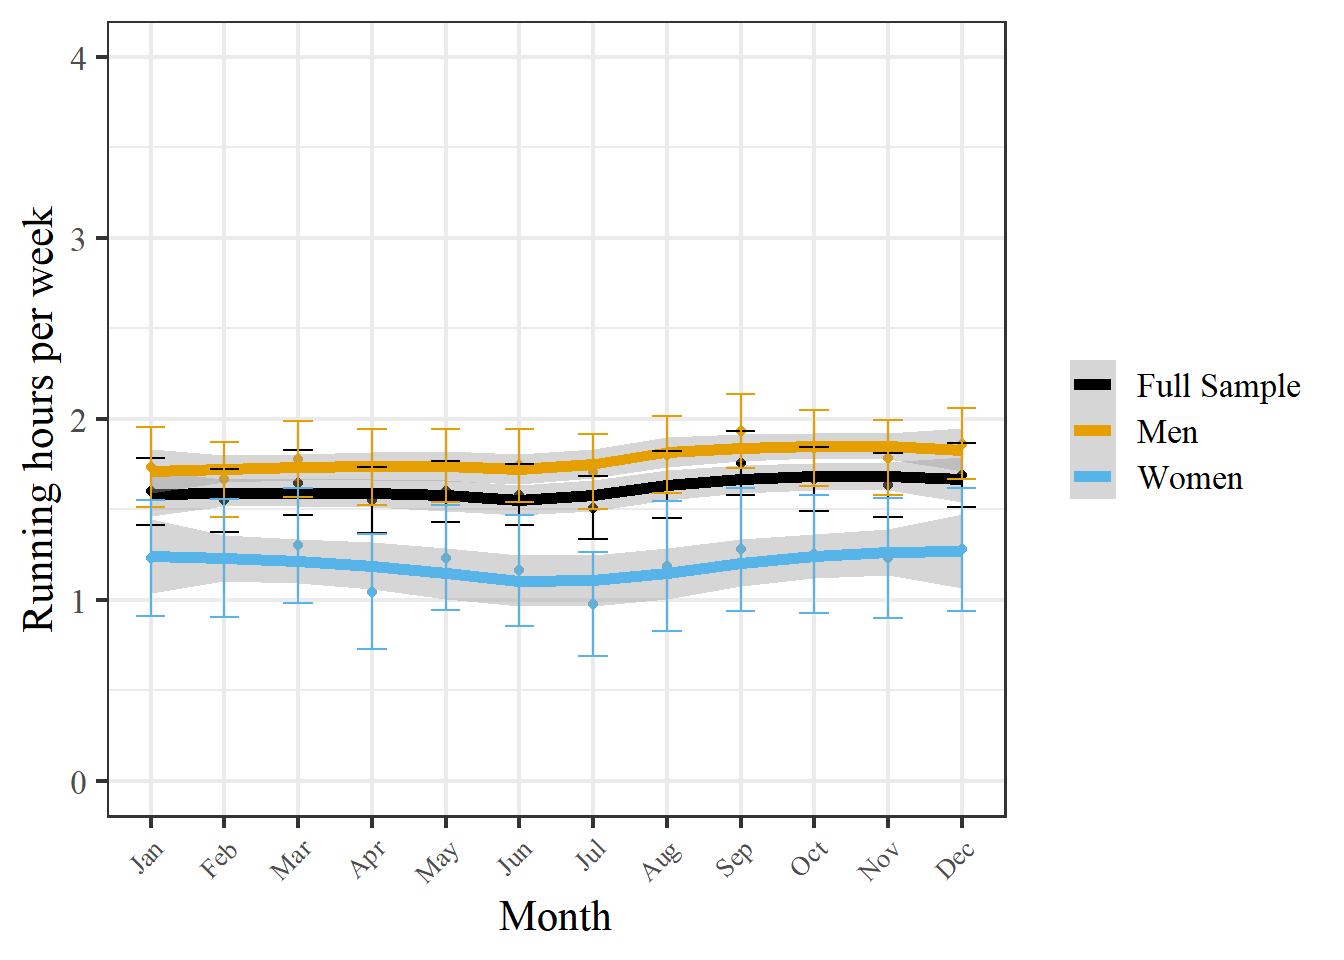 Running hours per week
4
3
2
1
0
Jan
Feb
Mar
Apr
May
Jun
Jul
Aug
Sep
Oct
Nov
Dec
Month
Full Sample
Men
Women